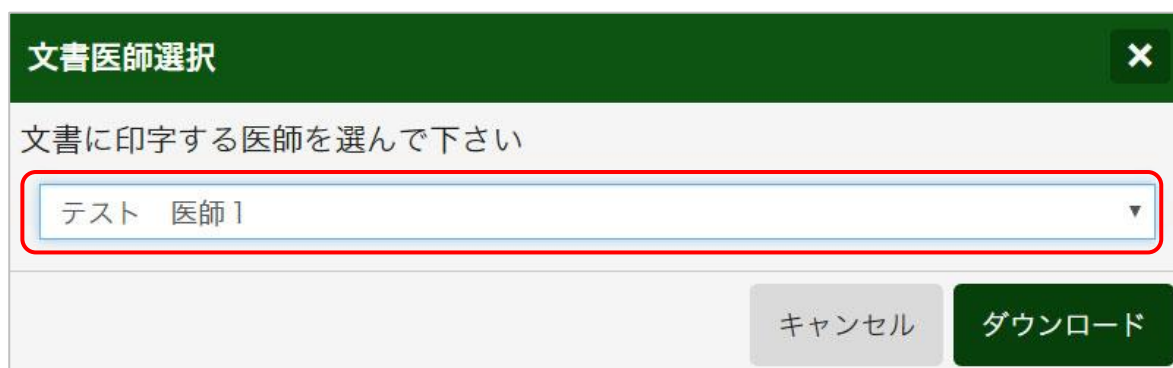 文書医師選択
文書に印字する医師を選んで下さい
テスト　医師1
キャンセル
ダウンロード